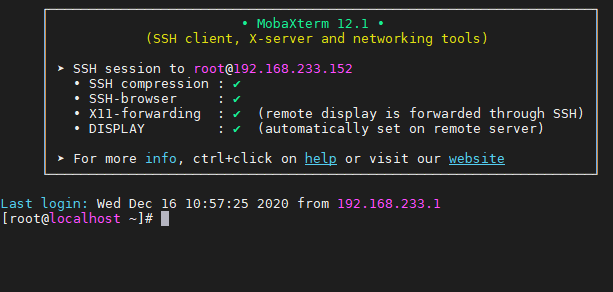 • MobaXterm 12.1 •
(SSH client, X-server and networking tools)
➤ SSH session to root@192.168.233.152
• SSH compression : ✔
• SSH-browser : ✔
• X11-forwarding : ✔ (remote display is forwarded through SSH)
• DISPLAY : ✔ (automatically set on remote server)
➤ For more info, ctrl+click on help or visit our website
Last login: Wed Dec 16 10:57:25 2020 from 192.168.233.1
[root@localhost ~]#